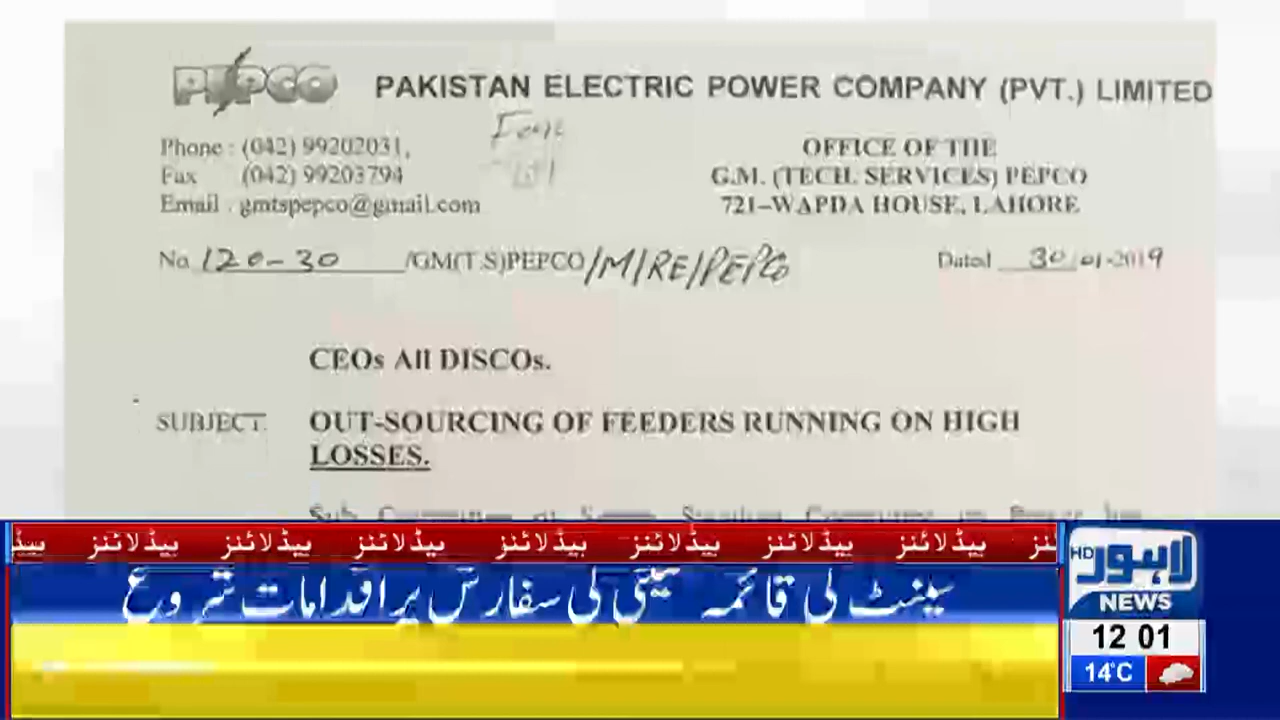 PEPCO PAKISTAN ELECTRIC POWER COMPANY (PVT.) LIMITED
Phone : (042) 99202031,
Fax (042) 99203794
Email . gmtspepco@gmail.com
OFFICE OF THE
G.M. (TECH. SERVICES) PEPCO
721-WAPDA HOUSE, LAHORE
No 120-30 /GM(T.S)PEPCO/M/RE/PEPCO Dated 30/01-2019
CEOs All DISCOs.
SUBJECT: OUT-SOURCING OF FEEDERS RUNNING ON HIGH
LOSSES.
ہیڈلائنز ہیڈلائنز ہیڈلائنز ہیڈلائنز ہیڈلائنز ہیڈلائنز ہیڈلائنز
سینٹ کی قائمہ کمیٹی کی سفارش پر اقدامات شروع
لاہور HD
NEWS
12 01
14°C